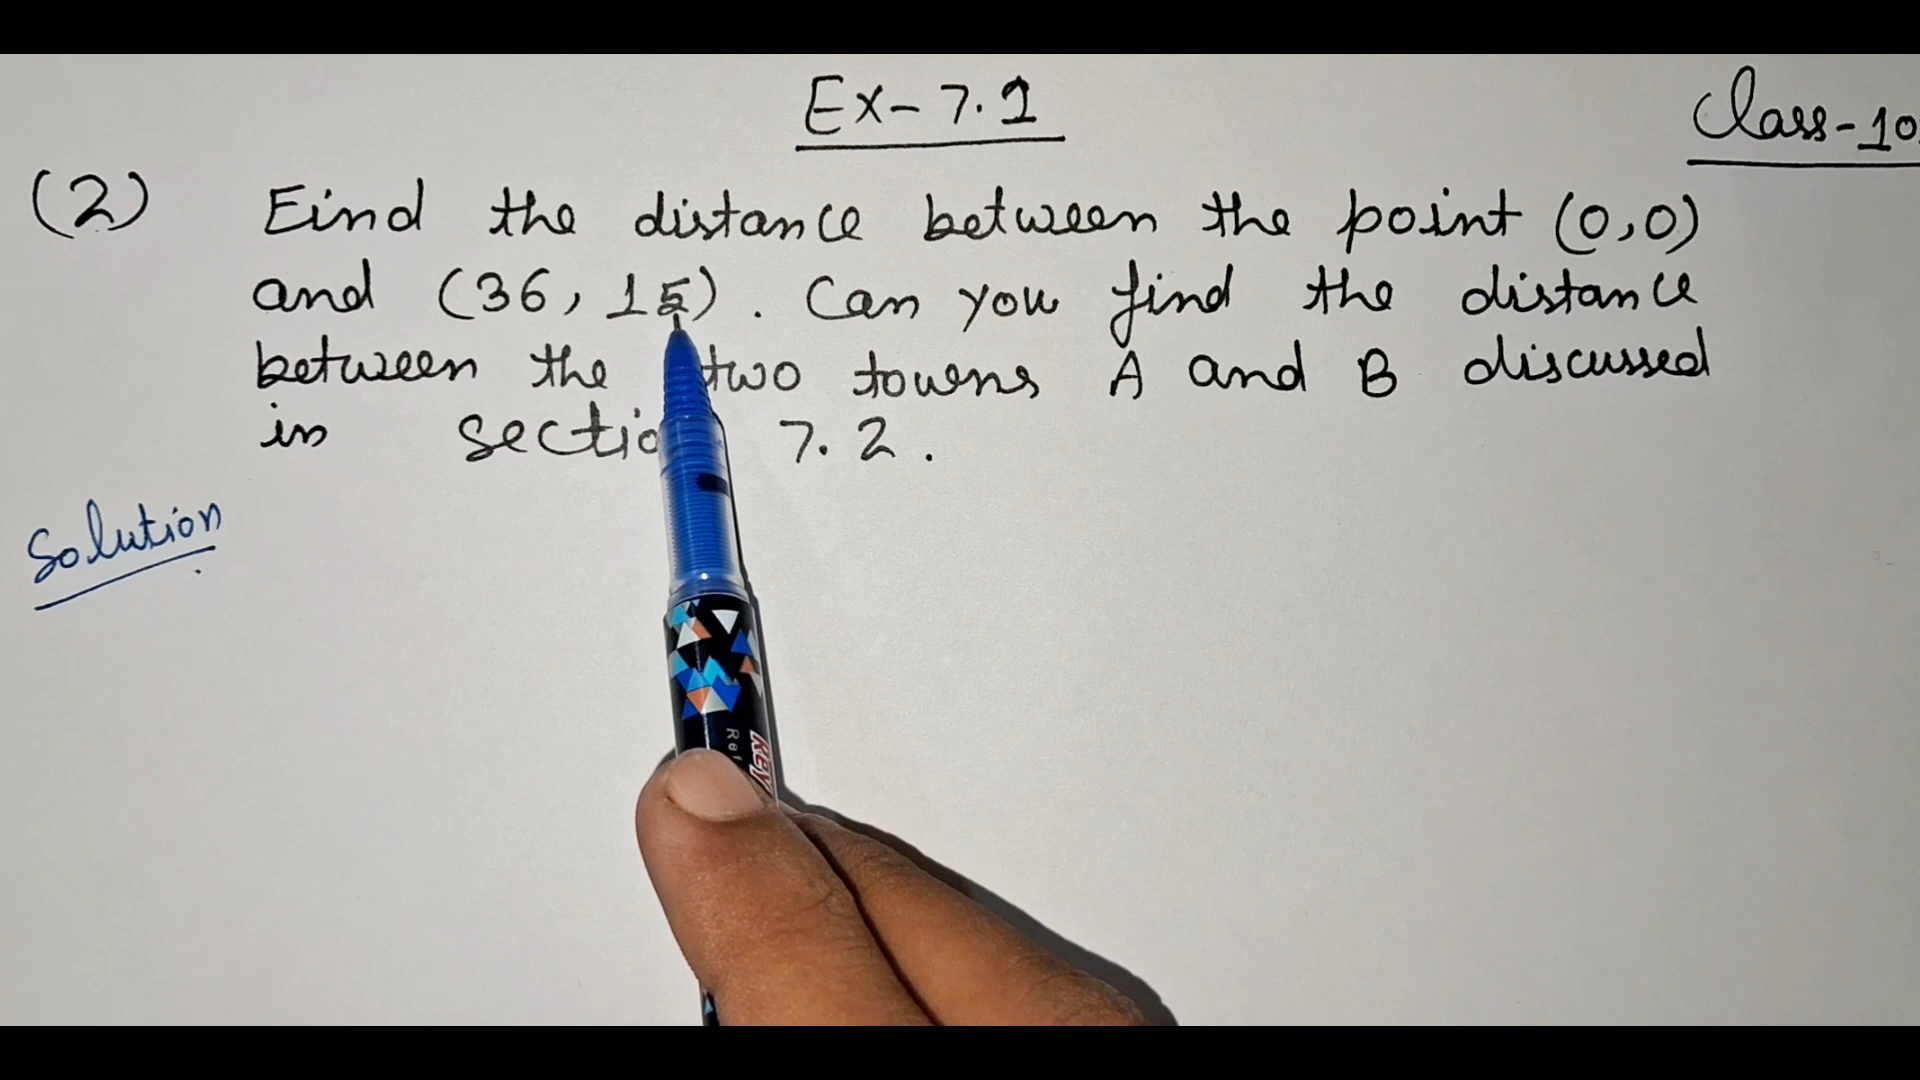 Ex-7.1
Class-10
(2) Eind the distance between the point (0,0)
and (36, 15). Can you find the distance
between the two towns A and B discussed
in 7.2.
Solution